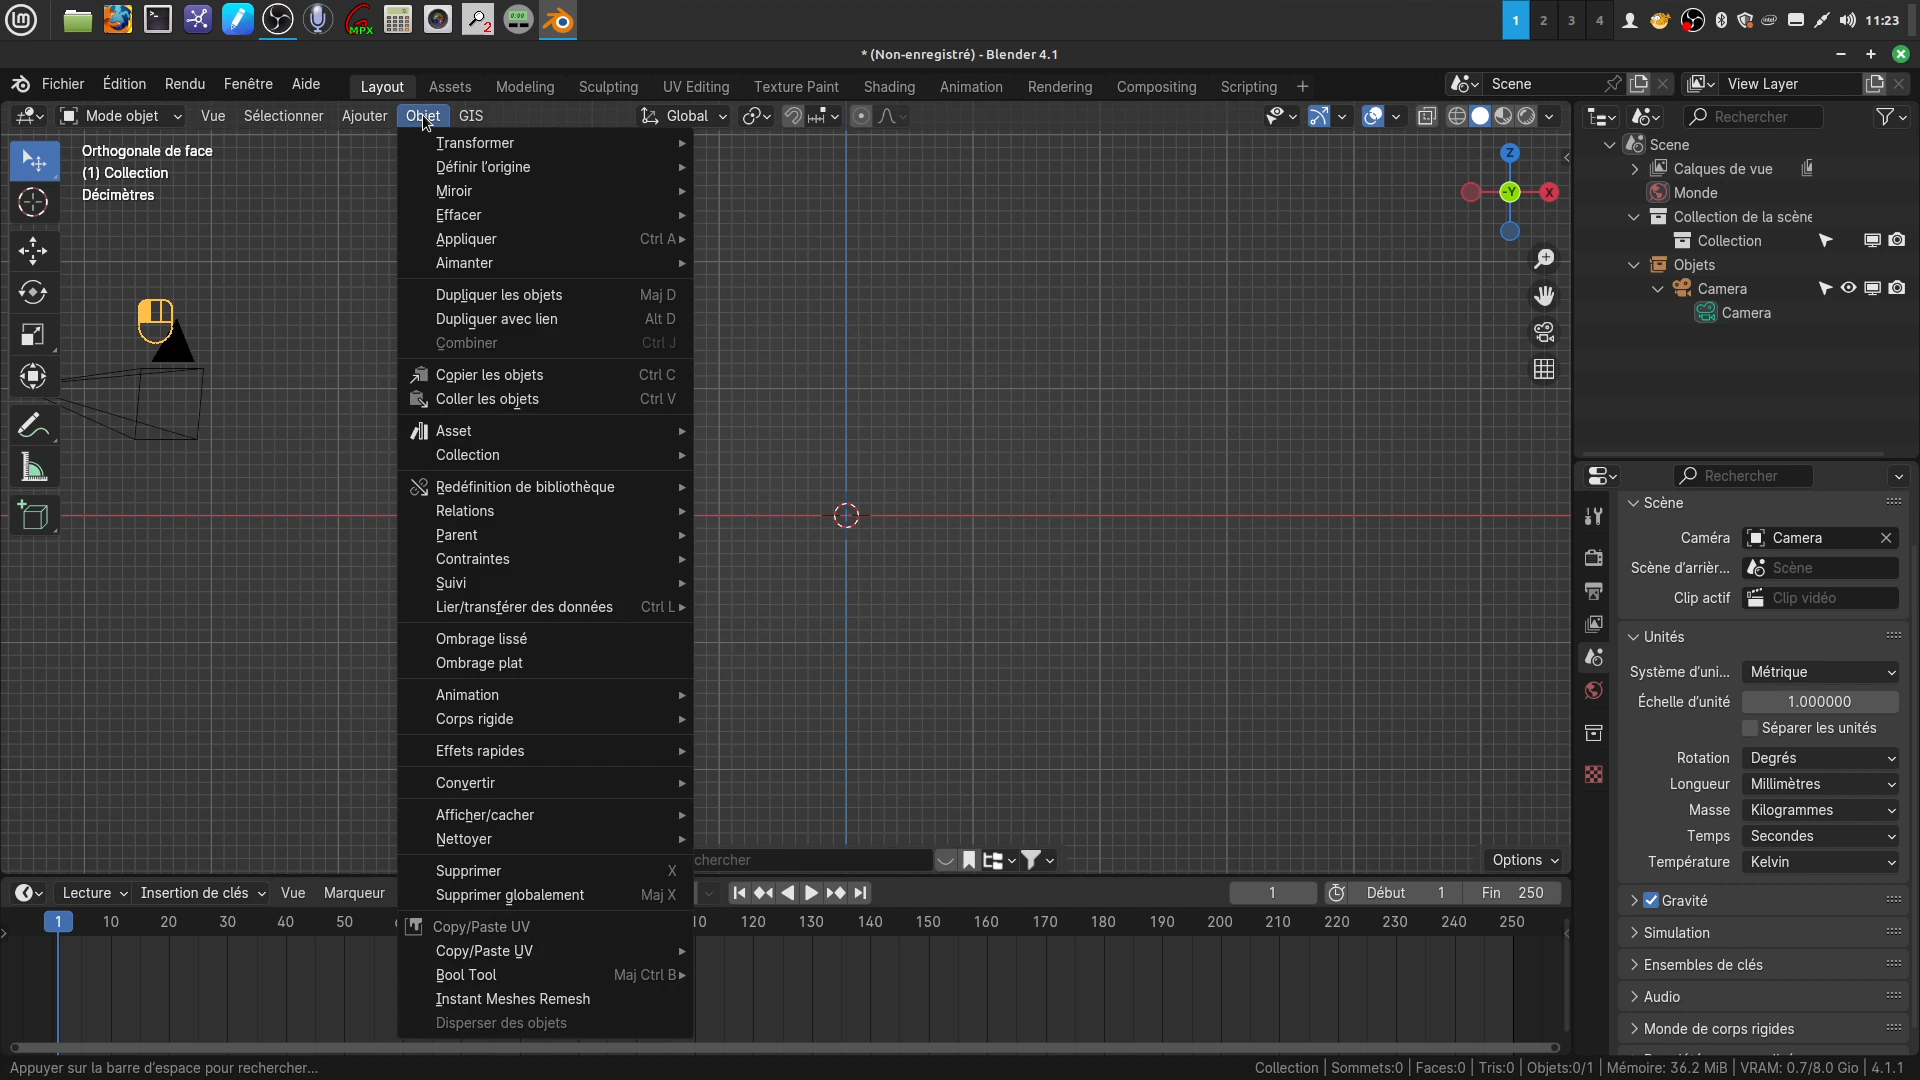 MPX
2
0:00
1
2
3
4
11:23
* (Non-enregistré) - Blender 4.1
Fichier
Édition
Rendu
Fenêtre
Aide
Layout
Assets
Modeling
Sculpting
UV Editing
Texture Paint
Shading
Animation
Rendering
Compositing
Scripting
+
Scene
View Layer
Mode objet
Vue
Sélectionner
Ajouter
Objet
GIS
Global
Rechercher
Orthogonale de face
(1) Collection
Décimètres
Transformer
Définir l'origine
Miroir
Effacer
Appliquer Ctrl A
Aimanter
Dupliquer les objets Maj D
Dupliquer avec lien Alt D
Combiner Ctrl J
Copier les objets Ctrl C
Coller les objets Ctrl V
Asset
Collection
Redéfinition de bibliothèque
Relations
Parent
Contraintes
Suivi
Lier/transférer des données Ctrl L
Ombrage lissé
Ombrage plat
Animation
Corps rigide
Effets rapides
Convertir
Afficher/cacher
Nettoyer
Supprimer X
Supprimer globalement Maj X
Copy/Paste UV
Copy/Paste UV
Bool Tool Maj Ctrl B
Instant Meshes Remesh
Disperser des objets
Z
-Y
X
Scene
Calques de vue
Monde
Collection de la scène
Collection
Objets
Camera
Camera
Rechercher
Scène
Caméra Camera
Scène d'arrièr... Scène
Clip actif Clip vidéo
Unités
Système d'uni... Métrique
Échelle d'unité 1.000000
Séparer les unités
Rotation Degrés
Longueur Millimètres
Masse Kilogrammes
Temps Secondes
Température Kelvin
Gravité
Simulation
Ensembles de clés
Audio
Monde de corps rigides
chercher
Options
Lecture
Insertion de clés
Vue
Marqueur
1
Début 1
Fin 250
1 10 20 30 40 50 10 120 130 140 150 160 170 180 190 200 210 220 230 240 250
Appuyer sur la barre d'espace pour rechercher...
Collection | Sommets:0 | Faces:0 | Tris:0 | Objets:0/1 | Mémoire: 36.2 MiB | VRAM: 0.7/8.0 Gio | 4.1.1